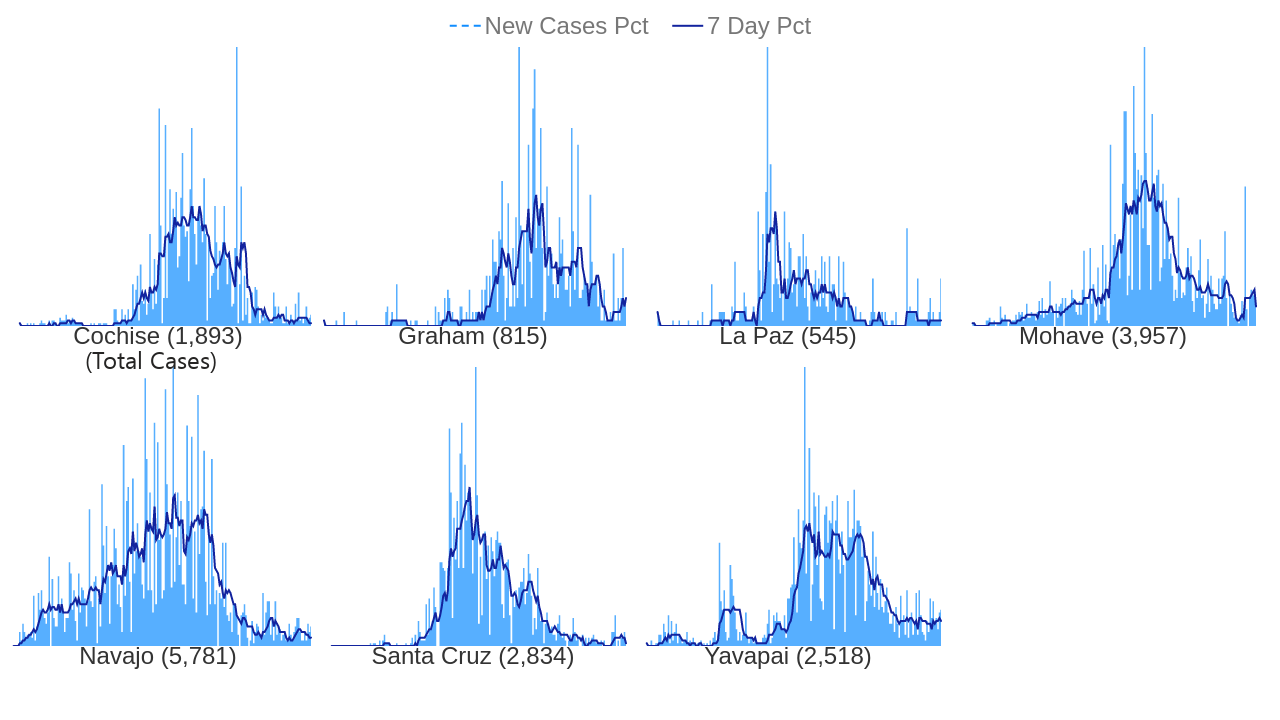 New Cases Pct 7 Day Pct
Cochise (1,893) Graham (815) La Paz (545) Mohave (3,957)
(Total Cases)
Navajo (5,781) Santa Cruz (2,834) Yavapai (2,518)